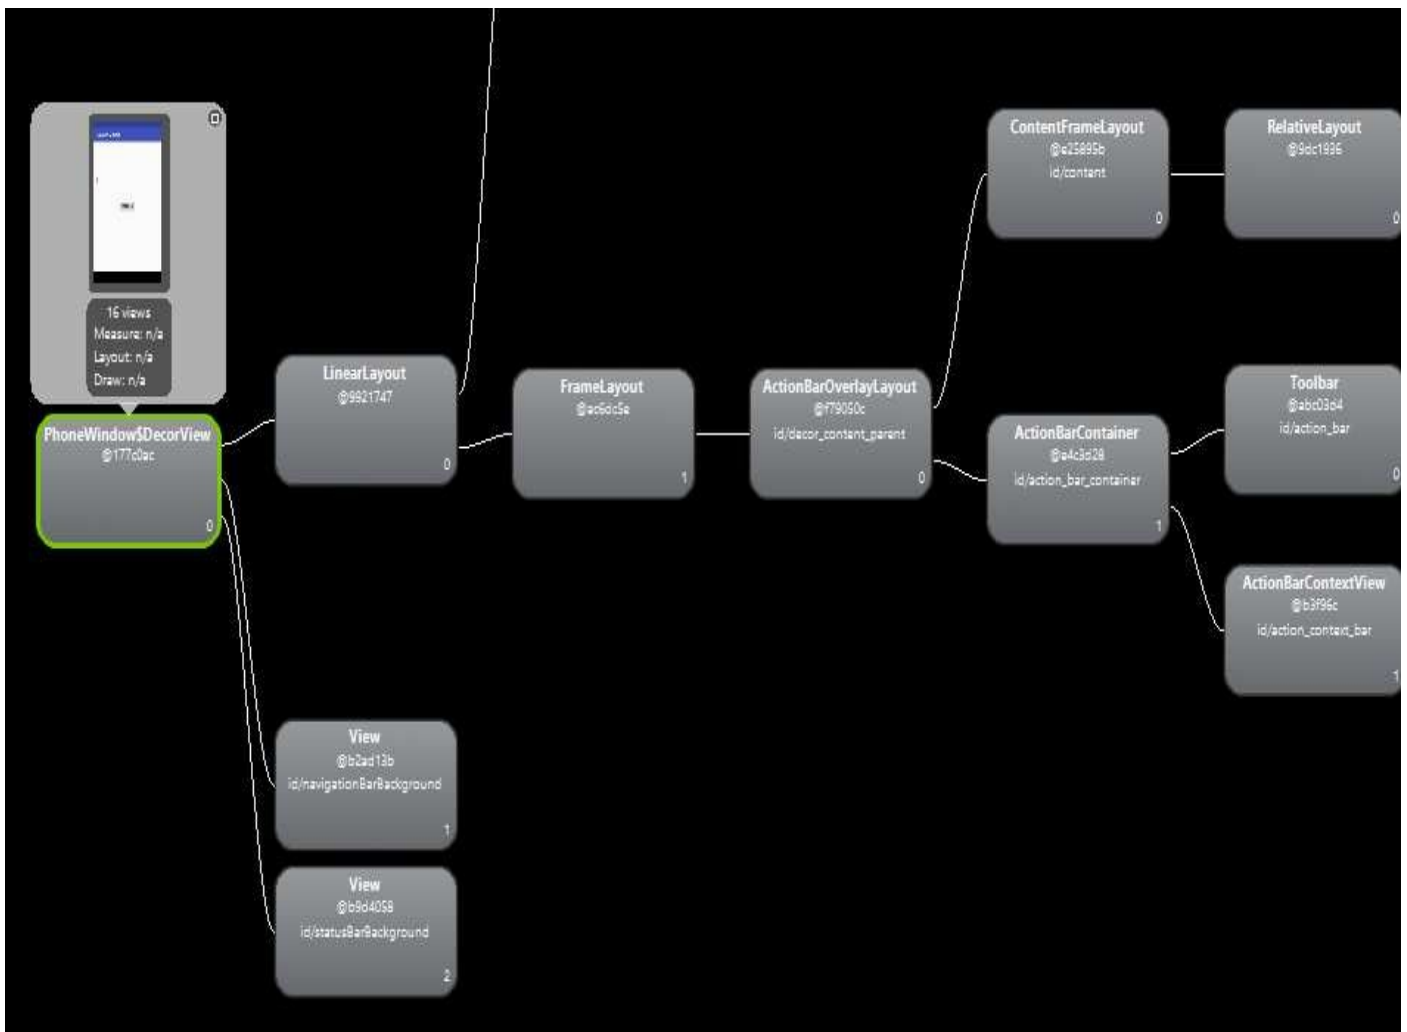 16 views
Measure: n/a
Layout: n/a
Draw: n/a
PhoneWindow$DecorView
@177c0ac
0
LinearLayout
@9921747
0
FrameLayout
@ac6dc5e
1
ActionBarOverlayLayout
@f79050c
id/decor_content_parent
0
ContentFrameLayout
@e25895b
id/content
0
RelativeLayout
@9dc1936
0
ActionBarContainer
@a4c3d28
id/action_bar_container
1
Toolbar
@abc03d4
id/action_bar
0
ActionBarContextView
@b3f96c
id/action_context_bar
1
View
@b2ad13b
id/navigationBarBackground
1
View
@b9d4058
id/statusBarBackground
2